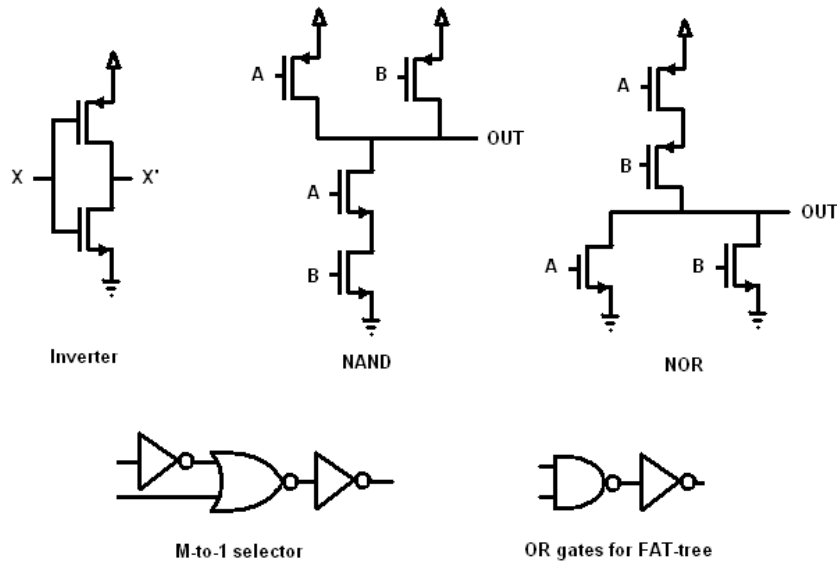 A
B
OUT
A
B
X
X'
A
B
A
B
OUT
A
B
Inverter
NAND
NOR
M-to-1 selector
OR gates for FAT-tree